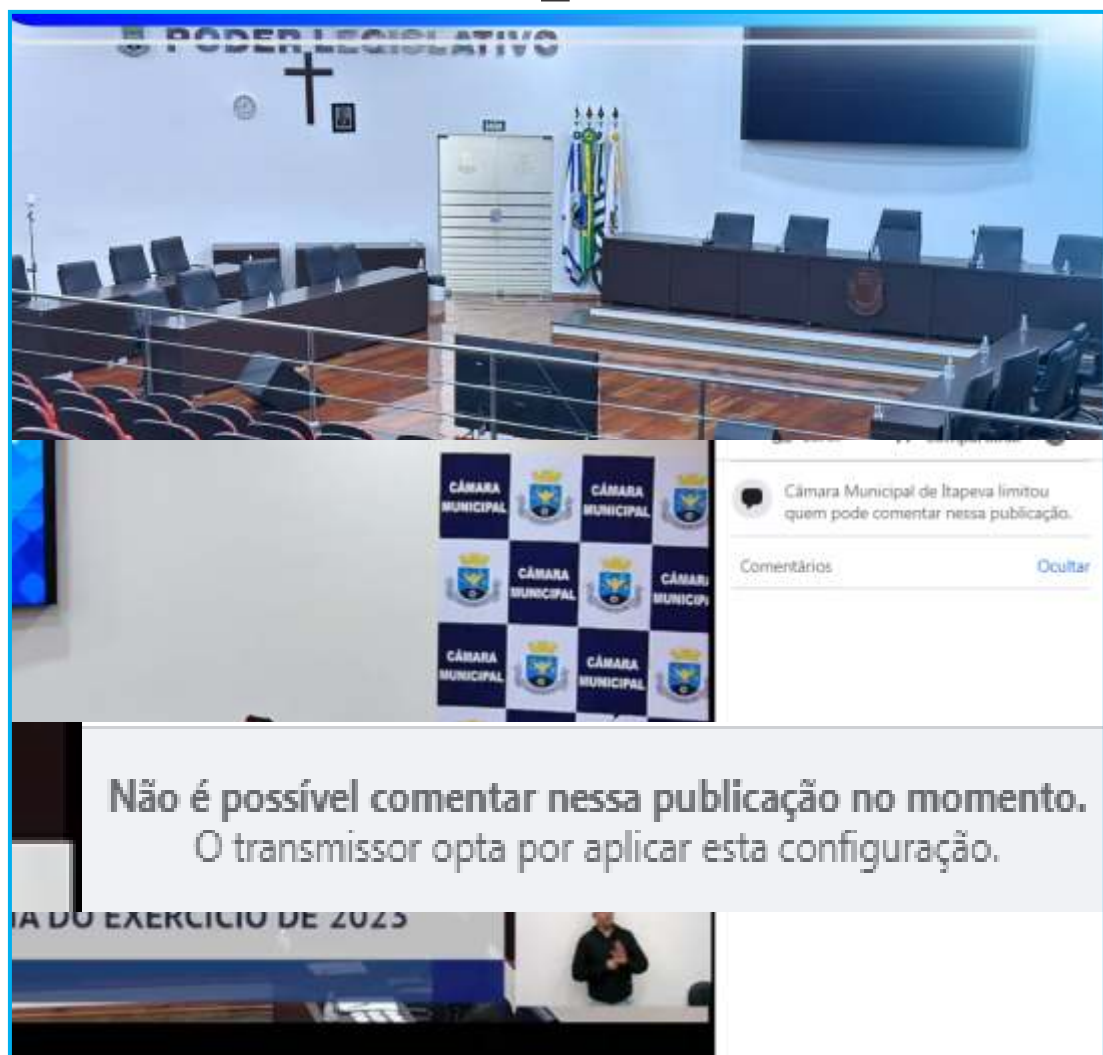 PODER LEGISLATIVO
CÂMARA
MUNICIPAL
CÂMARA
MUNICIPAL
CÂMARA
MUNICIPAL
CÂMARA
CÂMARA
MUNICIPAL
CÂMARA
MUNICIPAL
Câmara Municipal de Itapeva limitou
quem pode comentar nessa publicação.
Comentários
Ocultar
Não é possível comentar nessa publicação no momento.
O transmissor opta por aplicar esta configuração.
DO EXERCÍCIO DE 2023